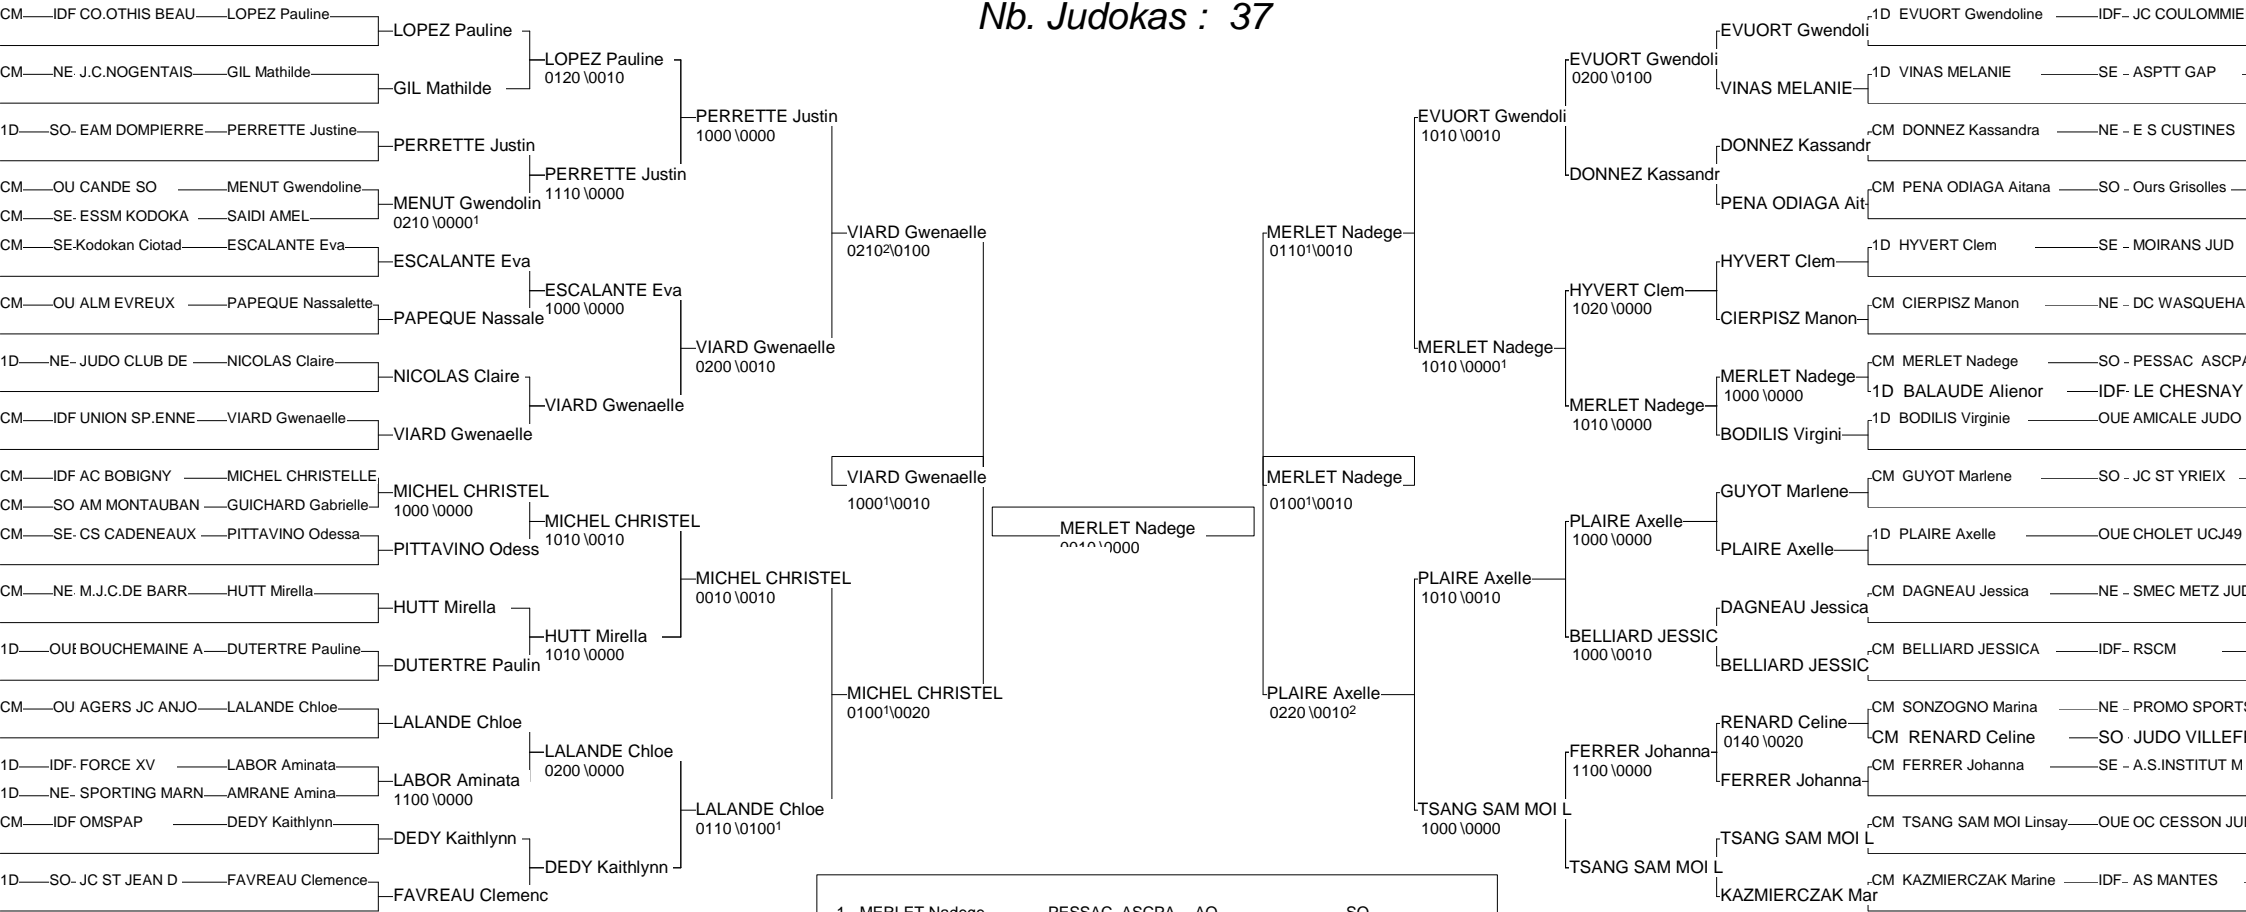 Nb. Judokas : 37
CM IDF CO.OTHIS BEAU LOPEZ Pauline
LOPEZ Pauline
CM NE J.C.NOGENTAIS GIL Mathilde
GIL Mathilde
LOPEZ Pauline
0120 \0010
1D SO- EAM DOMPIERRE PERRETTE Justine
PERRETTE Justin
CM OU CANDE SO MENUT Gwendoline
CM SE- ESSM KODOKA SAIDI AMEL
MENUT Gwendolin
0210 \0000¹
PERRETTE Justin
1110 \0000
PERRETTE Justin
1000 \0000
CM SE- Kodokan Ciotad ESCALANTE Eva
ESCALANTE Eva
CM OU ALM EVREUX PAPEQUE Nassalette
PAPEQUE Nassale
ESCALANTE Eva
1000 \0000
1D NE- JUDO CLUB DE NICOLAS Claire
NICOLAS Claire
CM IDF UNION SP.ENNE VIARD Gwenaelle
VIARD Gwenaelle
VIARD Gwenaelle
VIARD Gwenaelle
0200 \0010
VIARD Gwenaelle
0210²\0100
CM IDF AC BOBIGNY MICHEL CHRISTELLE
CM SO AM MONTAUBAN GUICHARD Gabrielle
MICHEL CHRISTEL
1000 \0000
CM SE- CS CADENEAUX PITTAVINO Odessa
PITTAVINO Odess
MICHEL CHRISTEL
1010 \0010
CM NE M.J.C.DE BARR HUTT Mirella
HUTT Mirella
1D OUE BOUCHEMAINE A DUTERTRE Pauline
DUTERTRE Paulin
HUTT Mirella
1010 \0000
MICHEL CHRISTEL
0010 \0010
CM OU AGERS JC ANJO LALANDE Chloe
LALANDE Chloe
1D IDF- FORCE XV LABOR Aminata
1D NE- SPORTING MARN AMRANE Amina
LABOR Aminata
1100 \0000
LALANDE Chloe
0200 \0000
CM IDF OMSPAP DEDY Kaithlynn
DEDY Kaithlynn
1D SO- JC ST JEAN D FAVREAU Clemence
FAVREAU Clemenc
DEDY Kaithlynn
LALANDE Chloe
0110 \0100¹
MICHEL CHRISTEL
0100¹\0020
VIARD Gwenaelle
1000¹\0010
MERLET Nadege
0010 \0000
MERLET Nadege
0100¹\0010
1D EVUORT Gwendoline IDF- JC COULOMMIE
EVUORT Gwendoli
1D VINAS MELANIE SE - ASPTT GAP
VINAS MELANIE
EVUORT Gwendoli
0200 \0100
CM DONNEZ Kassandra NE - E S CUSTINES
DONNEZ Kassandr
CM PENA ODIAGA Aitana SO - Ours Grisolles
PENA ODIAGA Ait
DONNEZ Kassandr
EVUORT Gwendoli
1010 \0010
1D HYVERT Clem SE - MOIRANS JUD
HYVERT Clem
CM CIERPISZ Manon NE - DC WASQUEHA
CIERPISZ Manon
HYVERT Clem
1020 \0000
CM MERLET Nadege SO - PESSAC ASCPA
1D BALAUDE Alienor IDF- LE CHESNAY
MERLET Nadege
1000 \0000
1D BODILIS Virginie OUE AMICALE JUDO
BODILIS Virgini
MERLET Nadege
1010 \0000
MERLET Nadege
1010 \0000¹
MERLET Nadege
0110¹\0010
CM GUYOT Marlene SO - JC ST YRIEIX
GUYOT Marlene
1D PLAIRE Axelle OUE CHOLET UCJ49
PLAIRE Axelle
PLAIRE Axelle
1000 \0000
CM DAGNEAU Jessica NE - SMEC METZ JUD
DAGNEAU Jessica
CM BELLIARD JESSICA IDF- RSCM
BELLIARD JESSIC
BELLIARD JESSIC
1000 \0010
PLAIRE Axelle
1010 \0010
CM SONZOGNO Marina NE - PROMO SPORTS
CM RENARD Celine SO - JUDO VILLEF
RENARD Celine
0140 \0020
CM FERRER Johanna SE - A.S.INSTITUT M
FERRER Johanna
FERRER Johanna
1100 \0000
CM TSANG SAM MOI Linsay OUE OC CESSON JU
TSANG SAM MOI L
CM KAZMIERCZAK Marine IDF- AS MANTES
KAZMIERCZAK Mar
TSANG SAM MOI L
TSANG SAM MOI L
1000 \0000
PLAIRE Axelle
0220 \0010²
1 MERLET Nadege PESSAC ASCPA AQ SO